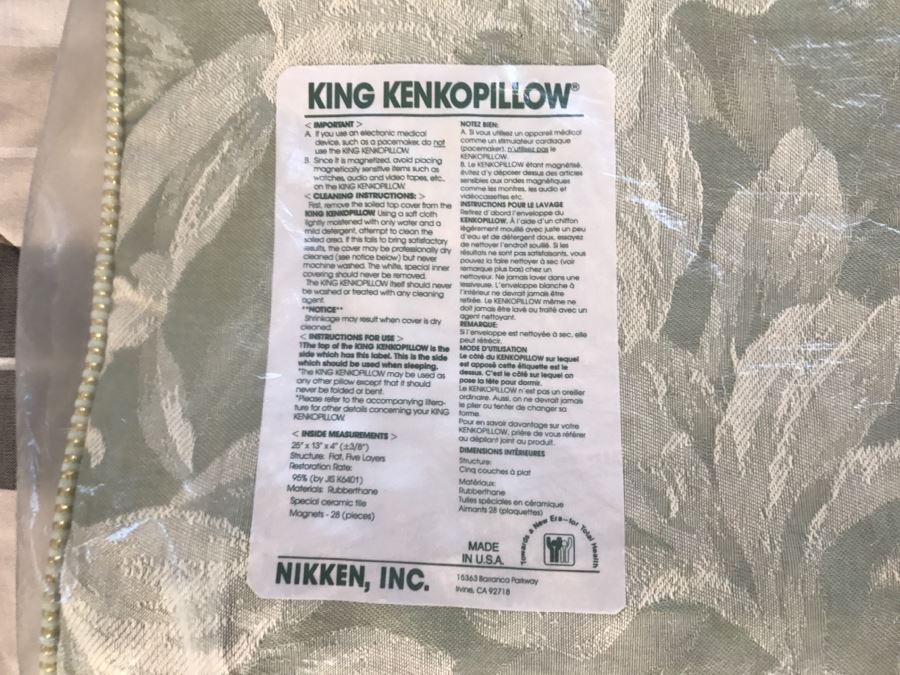 KING KENKOPILLOW®
< IMPORTANT >
A. If you use an electronic medical
device, such as a pacemaker, do not
use the KING KENKOPILLOW.
B. Since it is magnetized, avoid placing
magnetically sensitive items such as
watches, audio and video tapes, etc.,
on the KING KENKOPILLOW.
< CLEANING INSTRUCTIONS: >
First, remove the soiled top cover from the
KING KENKOPILLOW. Using a soft cloth
lightly moistened with only water and a
mild detergent, attempt to clean the
soiled area. If this fails to bring satisfactory
results, the cover may be professionally dry
cleaned (see notice below) but never
machine washed. The white, special inner
covering should never be removed.
The KING KENKOPILLOW itself should never
be washed or treated with any cleaning
agent.
**NOTICE**
Shrinkage may result when cover is dry
cleaned.
< INSTRUCTIONS FOR USE >
The top of the KING KENKOPILLOW is the
side which has this label. This is the side
which should be used when sleeping.
*The KING KENKOPILLOW may be used as
any other pillow except that it should
never be folded or bent.
*Please refer to the accompanying litera-
ture for other details concerning your KING
KENKOPILLOW.
< INSIDE MEASUREMENTS >
25" x 13" x 4" (±3/8")
Structure: Flat, Five Layers
Restoration Rate:
95% (by JIS K6401)
Materials: Rubberthane
Special ceramic tile
Magnets - 28 (pieces)
NOTEZ BIEN:
A. Si vous utilisez un appareil médical
comme un stimulateur cardiaque
(pacemaker), n'utilisez pas le
KENKOPILLOW.
B. Le KENKOPILLOW étant magnétisé,
évitez d'y déposer dessus des articles
sensibles aux ondes magnétiques
comme les montres, les audio et
vidéocassettes etc.
INSTRUCTIONS POUR LE LAVAGE
Retirez d'abord l'enveloppe du
KENKOPILLOW. À l'aide d'un chiffon
légèrement mouillé avec juste un peu
d'eau et de détergent doux, essayez
de nettoyer l'endroit souillé. Si les
résultats ne sont pas satisfaisants, vous
pouvez la faire nettoyer à sec (voir
remarque plus bas) chez un
nettoyeur. Ne jamais laver dans une
lessiveuse. L'enveloppe blanche à
l'intérieur ne devrait jamais être
retirée. Le KENKOPILLOW même ne
doit jamais être lavé ou traité avec un
agent nettoyant.
REMARQUE:
Si l'enveloppe est nettoyée à sec, elle
peut rétrécir.
MODE D'UTILISATION
Le côté du KENKOPILLOW sur lequel
est apposé cette étiquette est le
dessus. C'est le côté sur lequel on
pose la tête pour dormir.
Le KENKOPILLOW n'est pas un oreiller
ordinaire. Aussi, on ne devrait jamais
le plier ou tenter de changer sa
forme.
Pour en savoir davantage sur votre
KENKOPILLOW, prière de vous référer
au dépliant joint au produit.
DIMENSIONS INTÉRIEURES
Structure:
Cinq couches à plat
Matériaux:
Rubberthane
Tuiles spéciales en céramique
Aimants 28 (plaquettes)
Towards a New Era—for Total Health
MADE
IN U.S.A.
NIKKEN, INC.
15363 Barranca Parkway
Irvine, CA 92718